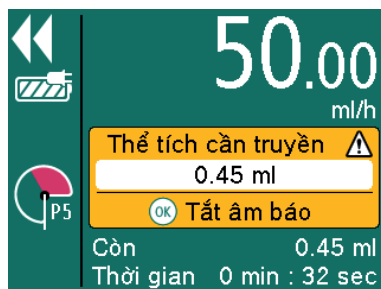 50.00
ml/h
Thể tích cần truyền
0.45 ml
OK Tắt âm báo
P5
Còn 0.45 ml
Thời gian 0 min : 32 sec